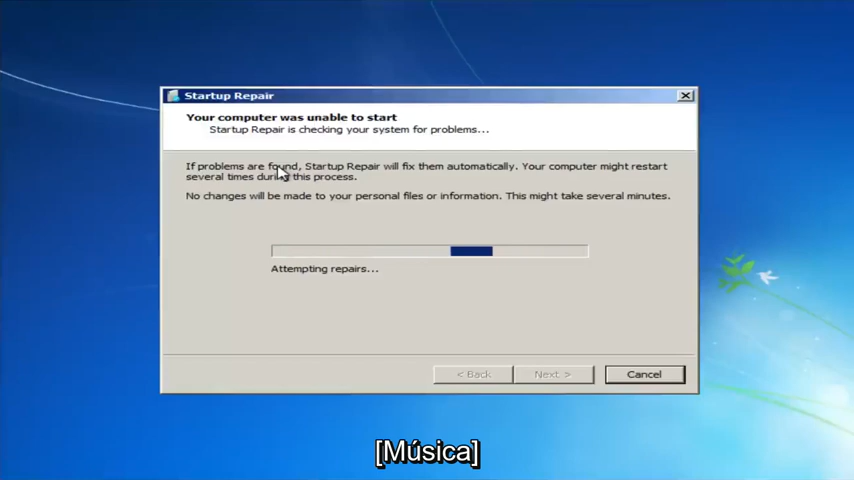 Startup Repair
Your computer was unable to start
Startup Repair is checking your system for problems...
If problems are found, Startup Repair will fix them automatically. Your computer might restart
several times during this process.
No changes will be made to your personal files or information. This might take several minutes.
Attempting repairs...
< Back
Next >
Cancel
[Música]